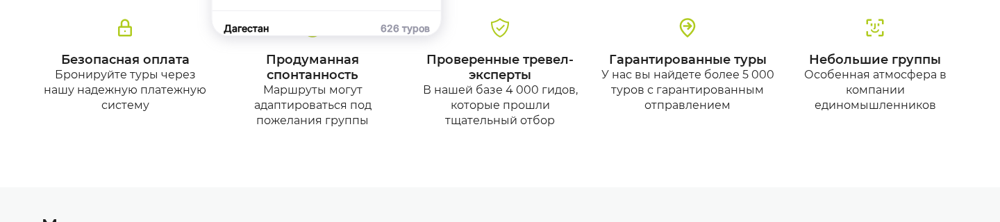 Дагестан 626 туров
Безопасная оплата
Бронируйте туры через
нашу надежную платежную
систему
Продуманная
спонтанность
Маршруты могут
адаптироваться под
пожелания группы
Проверенные тревел-
эксперты
В нашей базе 4 000 гидов,
которые прошли
тщательный отбор
Гарантированные туры
У нас вы найдете более 5 000
туров с гарантированным
отправлением
Небольшие группы
Особенная атмосфера в
компании
единомышленников